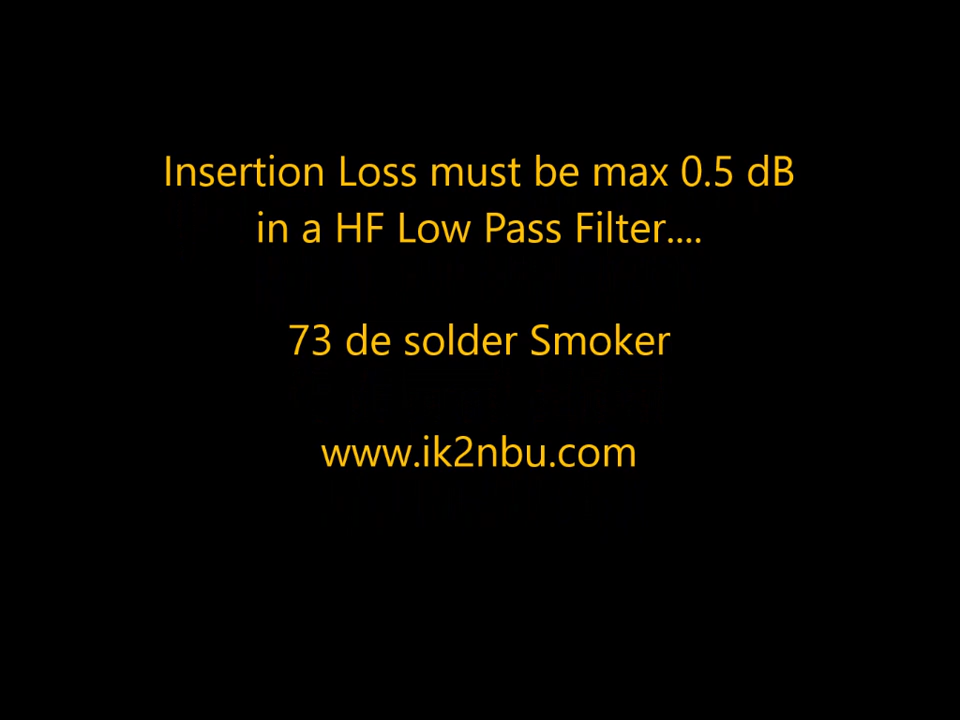 Insertion Loss must be max 0.5 dB
in a HF Low Pass Filter....
73 de solder Smoker
www.ik2nbu.com